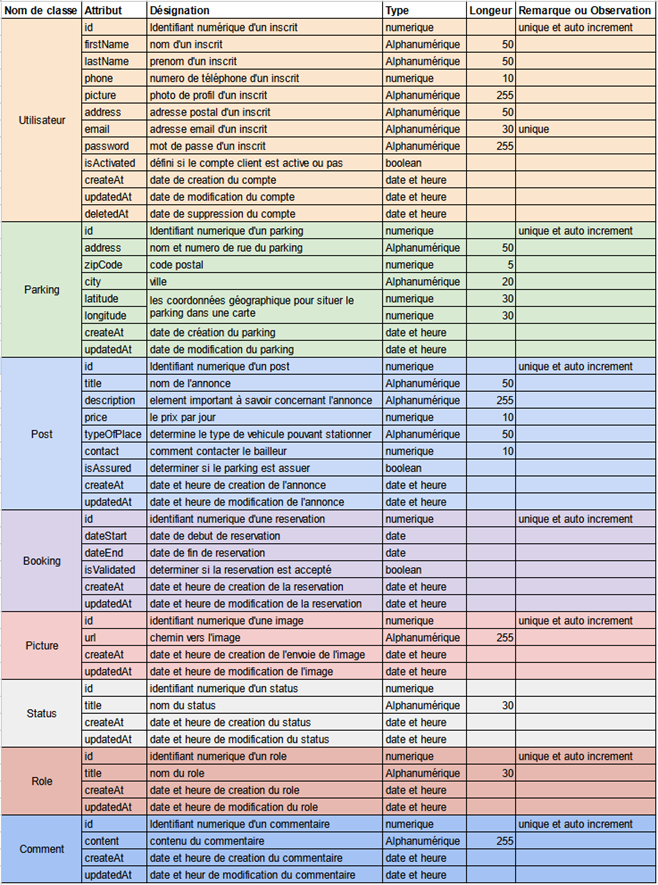 Nom de classe Attribut Désignation Type Longeur Remarque ou Observation
id Identifiant numérique d'un inscrit numerique unique et auto increment
firstName nom d'un inscrit Alphanumérique 50
lastName prenom d'un inscrit Alphanumérique 50
phone numero de téléphone d'un inscrit numerique 10
picture photo de profil d'un inscrit Alphanumérique 255
address adresse postal d'un inscrit Alphanumérique 50
Utilisateur
email adresse email d'un inscrit Alphanumérique 30 unique
password mot de passe d'un inscrit Alphanumérique 255
isActivated défini si le compte client est active ou pas boolean
createAt date de creation du compte date et heure
updatedAt date de modification du compte date et heure
deletedAt date de suppression du compte date et heure
id Identifiant numerique d'un parking numerique unique et auto increment
address nom et numero de rue du parking Alphanumérique 50
zipCode code postal numerique 5
city ville Alphanumérique 20
Parking
latitude les coordonnées géographique pour situer le numerique 30
longitude parking dans une carte numerique 30
createAt date de création du parking date et heure
updatedAt date de modification du parking date et heure
id Identifiant numerique d'un post numerique unique et auto increment
title nom de l'annonce Alphanumérique 50
description element important à savoir concernant l'annonce Alphanumérique 255
price le prix par jour numerique 10
Post typeOfPlace determine le type de vehicule pouvant stationner Alphanumérique 50
contact comment contacter le bailleur numerique 10
isAssured determiner si le parking est assuer boolean
createAt date et heure de creation de l'annonce date et heure
updatedAt date et heure de modification de l'annonce date et heure
id identifiant numerique d'une reservation numerique unique et auto increment
dateStart date de debut de reservation date
dateEnd date de fin de reservation date
Booking
isValidated determiner si la reservation est accepté boolean
createAt date et heure de creation de la reservation date et heure
updatedAt date et heure de modification de la reservation date et heure
id identifiant numerique d'une image numerique unique et auto increment
url chemin vers l'image Alphanumérique 255
Picture
createAt date et heure de creation de l'envoie de l'image date et heure
updatedAt date et heure de modification de l'image date et heure
id identifiant numerique d'un status numerique
title nom du status Alphanumérique 30
Status
createAt date et heure de creation du status date et heure
updatedAt date et heure de modification du status date et heure
id identifiant numerique d'un role numerique unique et auto increment
title nom du role Alphanumérique 30
Role
createAt date et heure de creation du role date et heure
updatedAt date et heure de modification du role date et heure
id Identifiant numerique d'un commentaire numerique unique et auto increment
content contenu du commentaire Alphanumérique 255
Comment
createAt date et heure de creation du commentaire date et heure
updatedAt date et heur de modification du commentaire date et heure